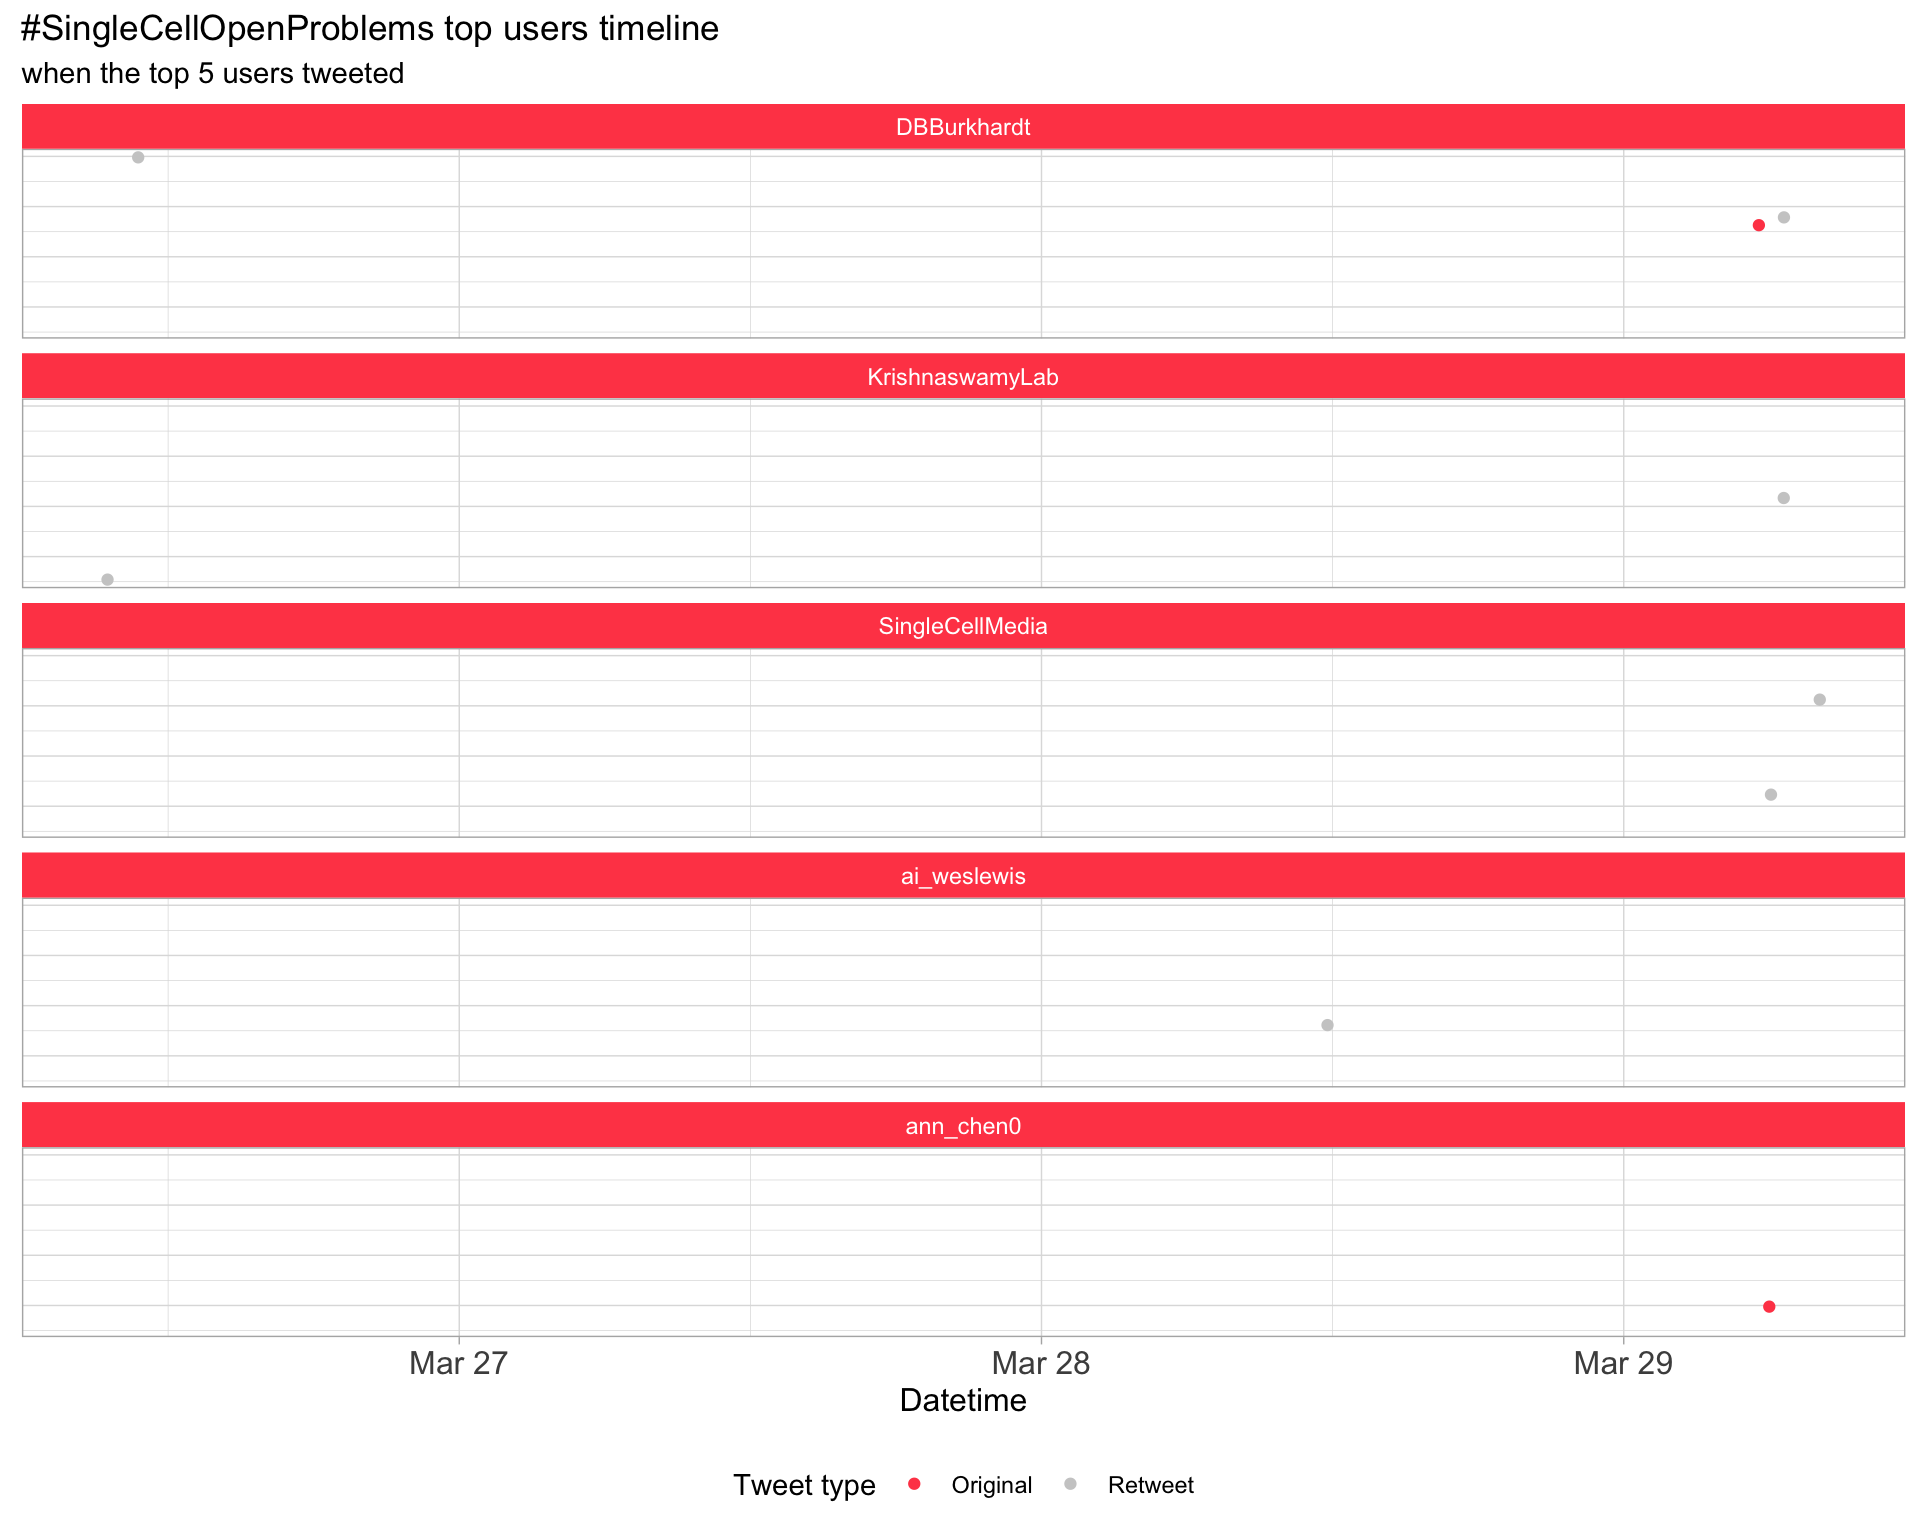 #SingleCellOpenProblems top users timeline
when the top 5 users tweeted
DBBurkhardt
KrishnaswamyLab
SingleCellMedia
ai_weslewis
ann_chen0
Mar 27 Mar 28 Mar 29
Datetime
Tweet type Original Retweet